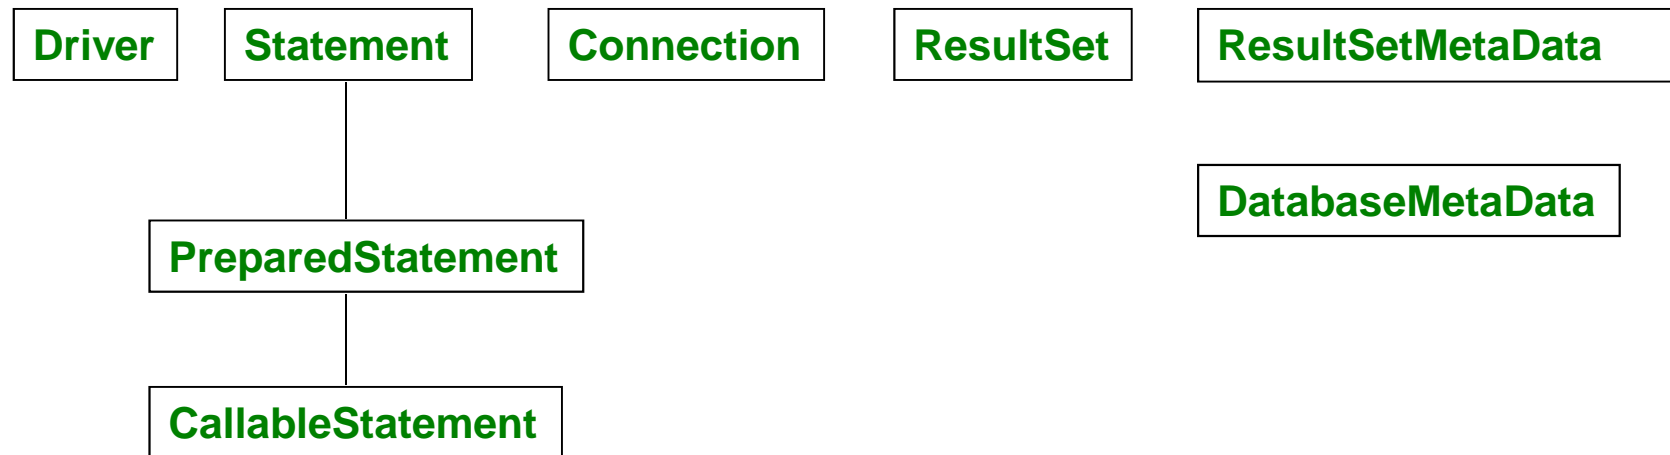 Driver
Statement
Connection
ResultSet
ResultSetMetaData
DatabaseMetaData
PreparedStatement
CallableStatement